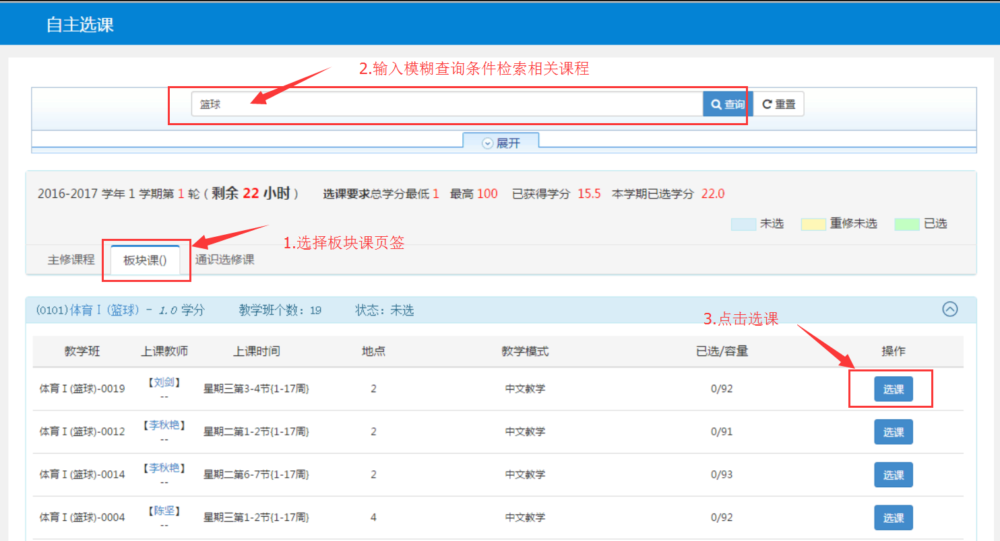 自主选课
2.输入模糊查询条件检索相关课程
篮球 查询 重置
展开
2016-2017 学年 1 学期第 1 轮 ( 剩余 22 小时 ) 选课要求总学分最低 1 最高 100 已获得学分 15.5 本学期已选学分 22.0
未选 重修未选 已选
1.选择板块课页签
主修课程 板块课() 通识选修课
(0101)体育Ⅰ(篮球) - 1.0 学分 教学班个数：19 状态：未选
3.点击选课
教学班 上课教师 上课时间 地点 教学模式 已选/容量 操作
体育Ⅰ(篮球)-0019 【刘剑】 星期三第3-4节{1-17周} 2 中文教学 0/92 选课
--
体育Ⅰ(篮球)-0012 【李秋艳】 星期二第1-2节{1-17周} 2 中文教学 0/91 选课
--
体育Ⅰ(篮球)-0014 【李秋艳】 星期二第6-7节{1-17周} 2 中文教学 0/93 选课
--
体育Ⅰ(篮球)-0004 【陈坚】 星期三第1-2节{1-17周} 4 中文教学 0/92 选课
--